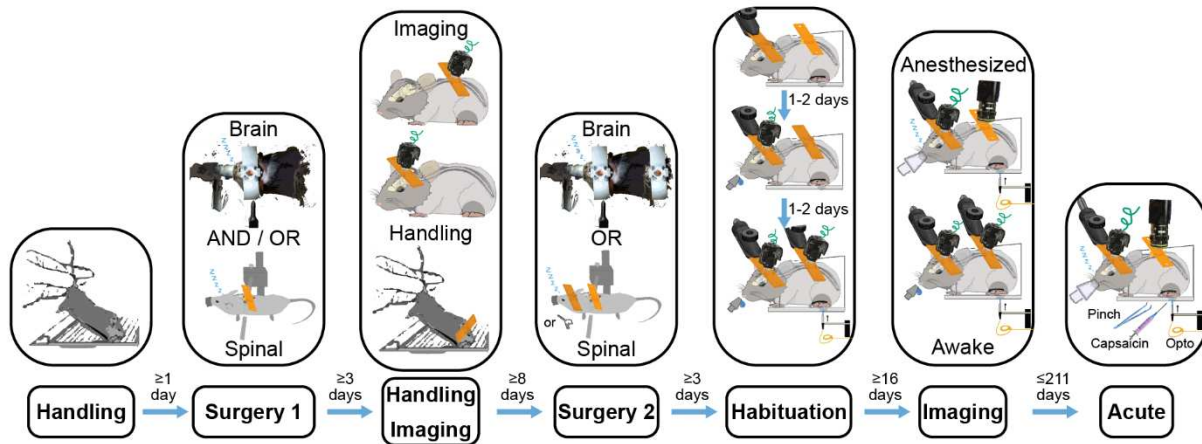 Brain
AND / OR
Spinal
Imaging
Handling
Brain
OR
or
Spinal
1-2 days
1-2 days
Anesthesized
Awake
Pinch
Capsaicin
Opto
Handling
≥1
day
Surgery 1
≥3
days
Handling
Imaging
≥8
days
Surgery 2
≥3
days
Habituation
≥16
days
Imaging
≤211
days
Acute